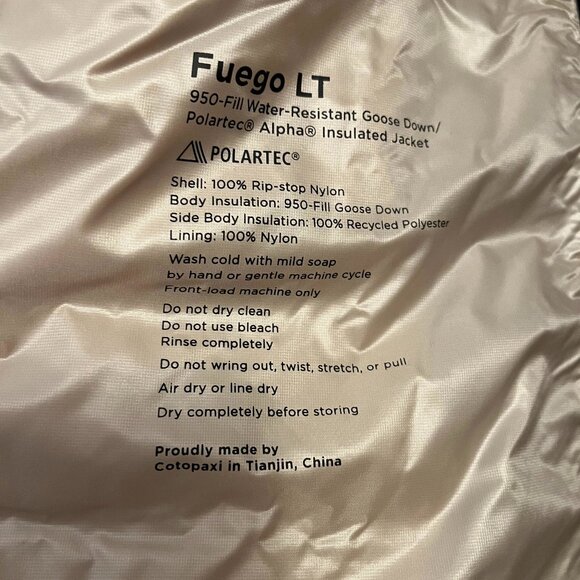 Fuego LT
950-Fill Water-Resistant Goose Down/
Polartec® Alpha® Insulated Jacket
POLARTEC®
Shell: 100% Rip-stop Nylon
Body Insulation: 950-Fill Goose Down
Side Body Insulation: 100% Recycled Polyester
Lining: 100% Nylon
Wash cold with mild soap
by hand or gentle machine cycle
Front-load machine only
Do not dry clean
Do not use bleach
Rinse completely
Do not wring out, twist, stretch, or pull
Air dry or line dry
Dry completely before storing
Proudly made by
Cotopaxi in Tianjin, China